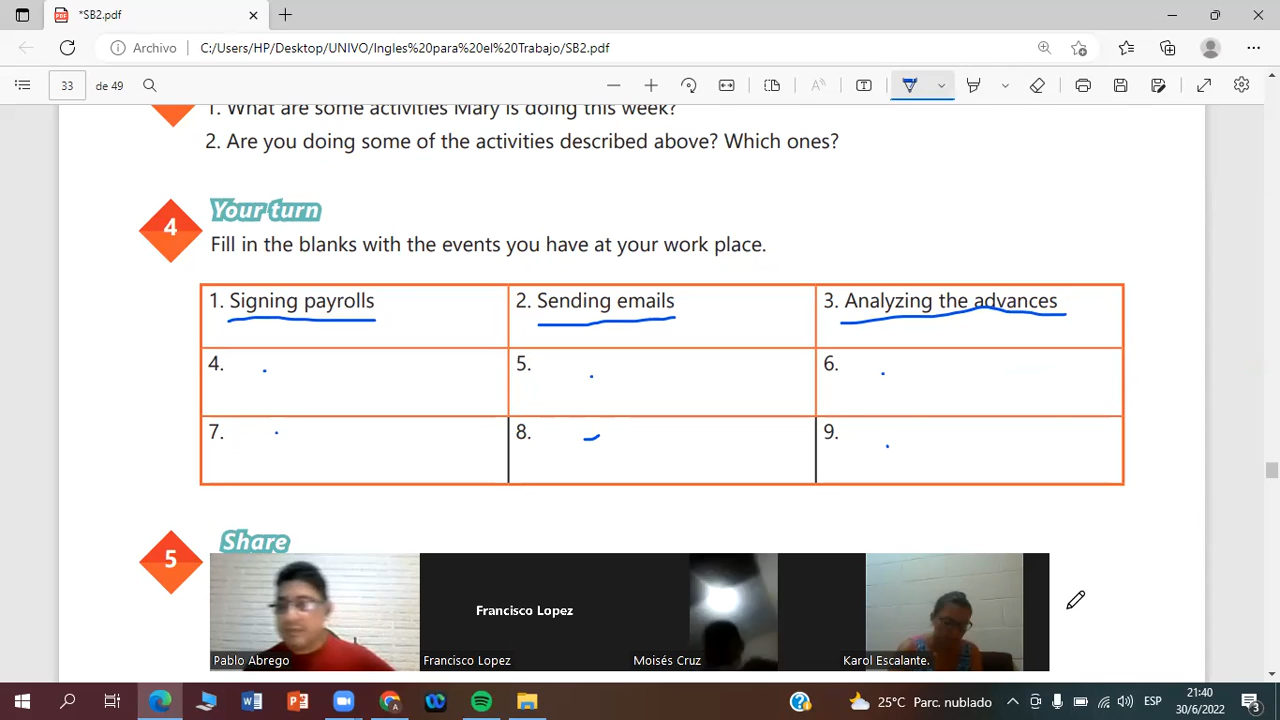 *SB2.pdf
Archivo
C:/Users/HP/Desktop/UNIVO/Ingles%20para%20el%20Trabajo/SB2.pdf
33
de 49
1. What are some activities Mary is doing this week?
2. Are you doing some of the activities described above? Which ones?
4
Your turn
Fill in the blanks with the events you have at your work place.
1. Signing payrolls
2. Sending emails
3. Analyzing the advances
4.
5.
6.
7.
8.
9.
5
Share
Francisco Lopez
Pablo Abrego
Francisco Lopez
Moisés Cruz
Karol Escalante.
25°C Parc. nublado
ESP
21:40
30/6/2022
3